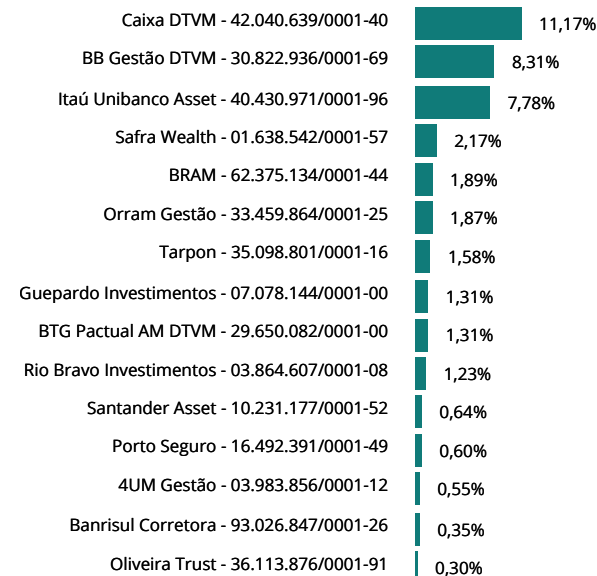 Caixa DTVM - 42.040.639/0001-40 11,17%
BB Gestão DTVM - 30.822.936/0001-69 8,31%
Itaú Unibanco Asset - 40.430.971/0001-96 7,78%
Safra Wealth - 01.638.542/0001-57 2,17%
BRAM - 62.375.134/0001-44 1,89%
Orram Gestão - 33.459.864/0001-25 1,87%
Tarpon - 35.098.801/0001-16 1,58%
Guepardo Investimentos - 07.078.144/0001-00 1,31%
BTG Pactual AM DTVM - 29.650.082/0001-00 1,31%
Rio Bravo Investimentos - 03.864.607/0001-08 1,23%
Santander Asset - 10.231.177/0001-52 0,64%
Porto Seguro - 16.492.391/0001-49 0,60%
4UM Gestão - 03.983.856/0001-12 0,55%
Banrisul Corretora - 93.026.847/0001-26 0,35%
Oliveira Trust - 36.113.876/0001-91 0,30%